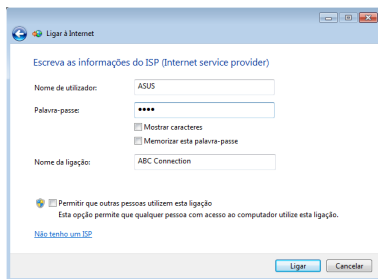 Ligar à Internet
Escreva as informações do ISP (Internet service provider)
Nome de utilizador: ASUS
Palavra-passe: ••••
Mostrar caracteres
Memorizar esta palavra-passe
Nome da ligação: ABC Connection
Permitir que outras pessoas utilizem esta ligação
Esta opção permite que qualquer pessoa com acesso ao computador utilize esta ligação.
Não tenho um ISP
Ligar Cancelar